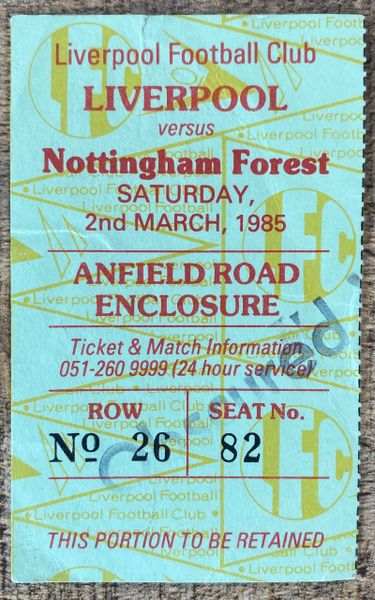 Liverpool Football Club
LIVERPOOL
versus
Nottingham Forest
SATURDAY,
2nd MARCH, 1985
ANFIELD ROAD
ENCLOSURE
Ticket & Match Information
051-260 9999 (24 hour service)
ROW SEAT No.
No 26 82
THIS PORTION TO BE RETAINED